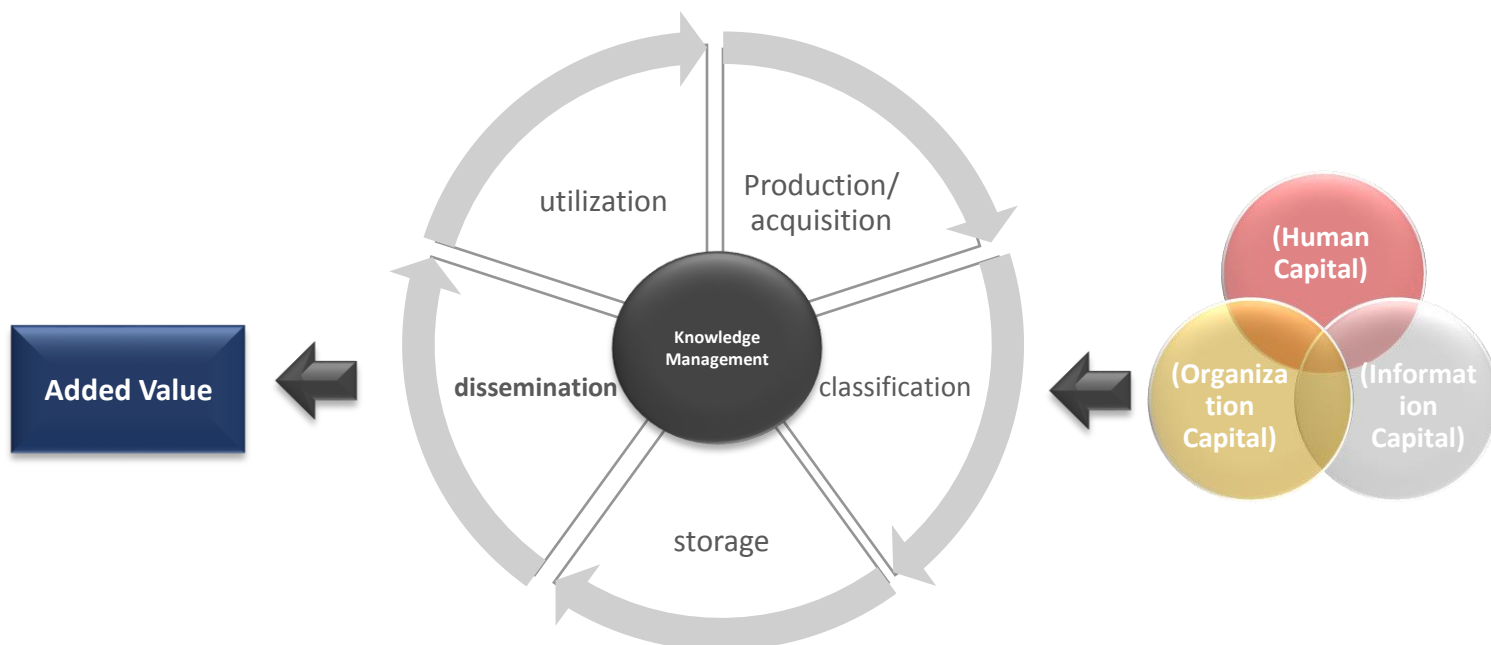 utilization
Production/
acquisition
(Human
Capital)
Knowledge
Management
Added Value
dissemination
classification
(Organiza
tion
Capital)
(Informat
ion
Capital)
storage